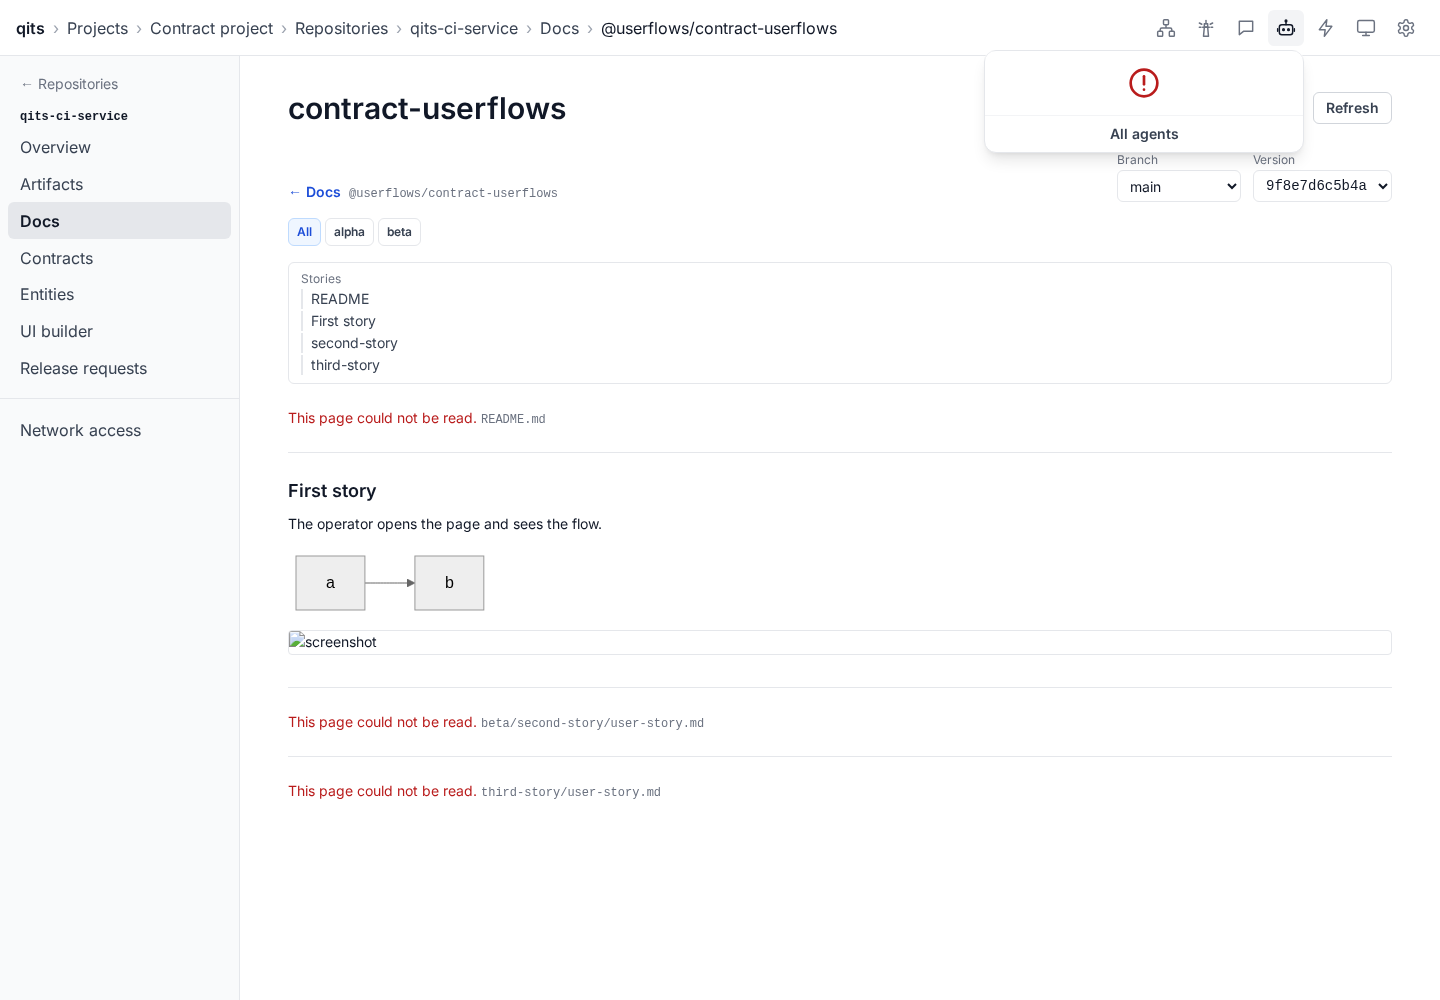 qits › Projects › Contract project › Repositories › qits-ci-service › Docs › @userflows/contract-userflows
← Repositories
qits-ci-service
Overview
Artifacts
Docs
Contracts
Entities
UI builder
Release requests
Network access
All agents
contract-userflows
Refresh
Branch
Version
← Docs @userflows/contract-userflows
main
9f8e7d6c5b4a
All
alpha
beta
Stories
README
First story
second-story
third-story
This page could not be read. README.md
First story
The operator opens the page and sees the flow.
a
b
screenshot
This page could not be read. beta/second-story/user-story.md
This page could not be read. third-story/user-story.md